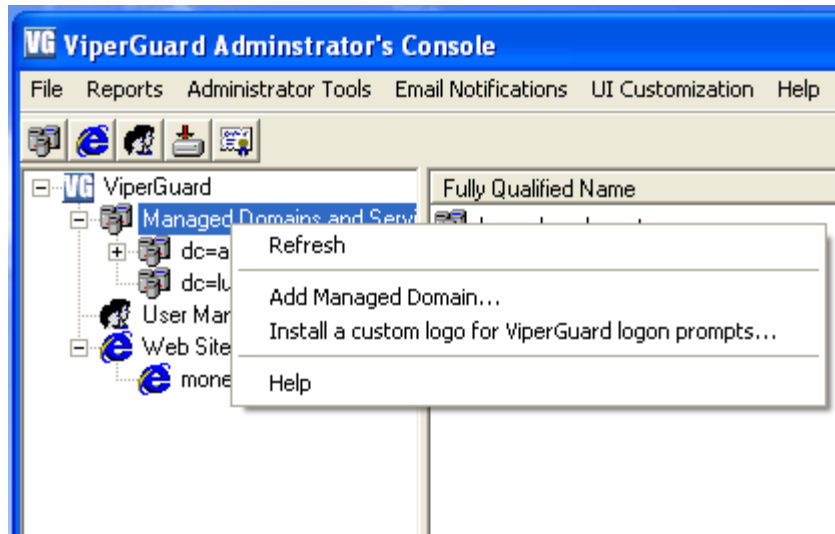 VG ViperGuard Adminstrator's Console
File Reports Administrator Tools Email Notifications UI Customization Help
VG ViperGuard
Fully Qualified Name
Managed Domains and Servi
Refresh
dc=a
Add Managed Domain...
dc=lu
Install a custom logo for ViperGuard logon prompts...
User Mar
Web Site
Help
mone